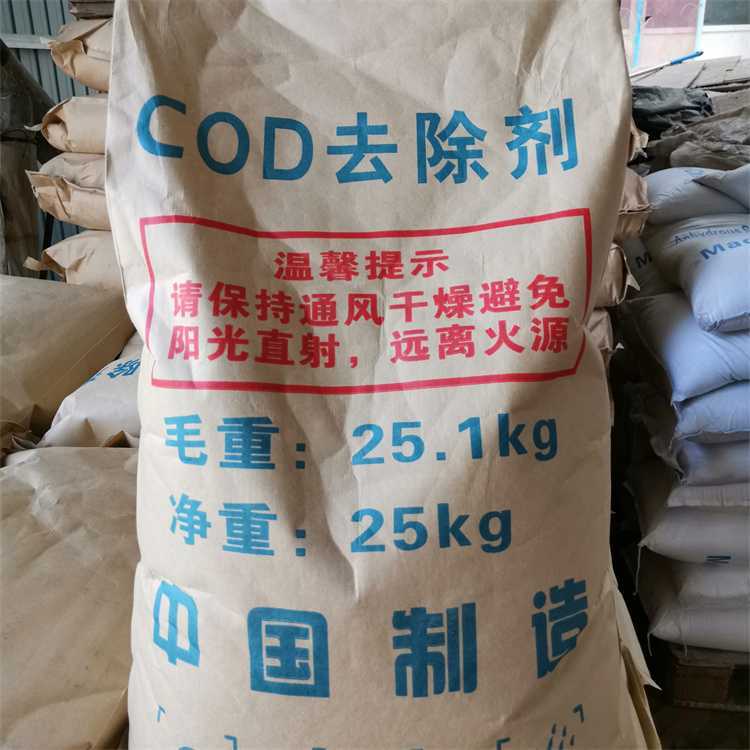 COD去除剂
温馨提示
请保持通风干燥避免
阳光直射，远离火源
毛重：25.1kg
净重：25kg
中国制造
Anhydrous
Ma